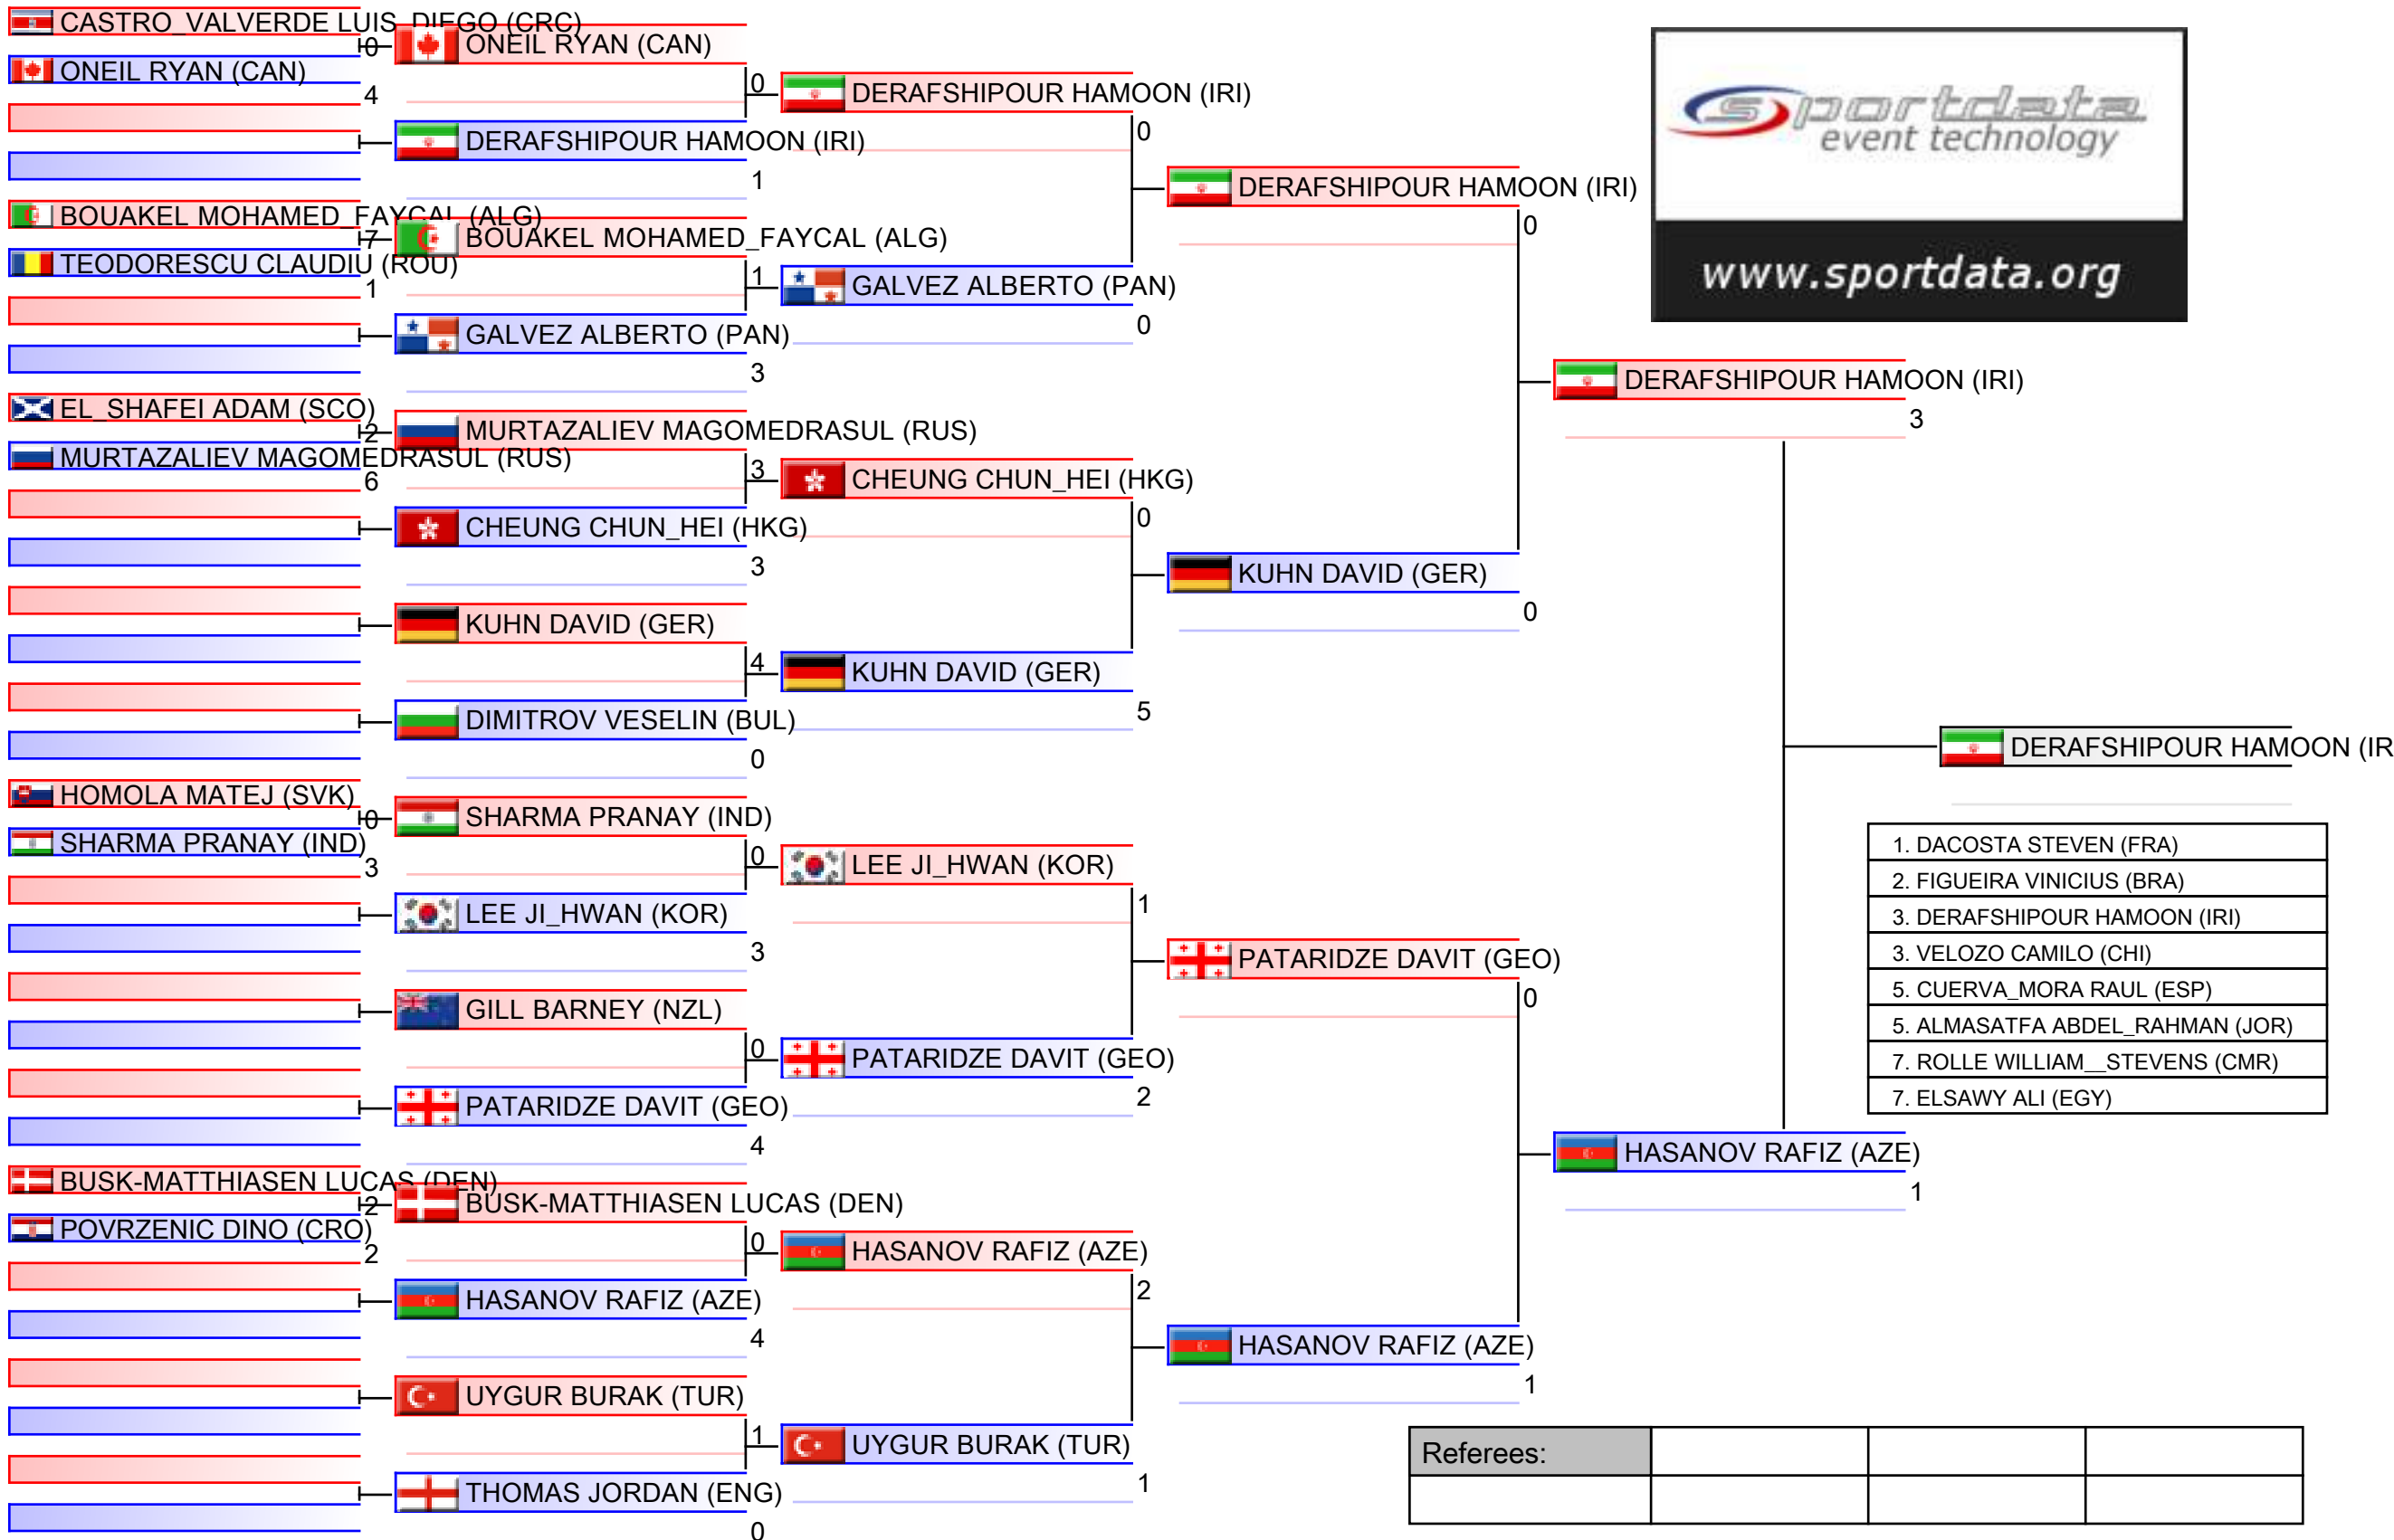 CASTRO_VALVERDE LUIS_DIEGO (CRC)
0
ONEIL RYAN (CAN)
4
BOUAKEL MOHAMED_FAYCAL (ALG)
7
TEODORESCU CLAUDIU (ROU)
1
EL_SHAFEI ADAM (SCO)
2
MURTAZALIEV MAGOMEDRASUL (RUS)
6
HOMOLA MATEJ (SVK)
0
SHARMA PRANAY (IND)
3
BUSK-MATTHIASEN LUCAS (DEN)
2
POVRZENIC DINO (CRO)
2
ONEIL RYAN (CAN)
0
DERAFSHIPOUR HAMOON (IRI)
1
BOUAKEL MOHAMED_FAYCAL (ALG)
1
GALVEZ ALBERTO (PAN)
3
MURTAZALIEV MAGOMEDRASUL (RUS)
3
CHEUNG CHUN_HEI (HKG)
3
KUHN DAVID (GER)
4
DIMITROV VESELIN (BUL)
0
SHARMA PRANAY (IND)
0
LEE JI_HWAN (KOR)
3
GILL BARNEY (NZL)
0
PATARIDZE DAVIT (GEO)
4
BUSK-MATTHIASEN LUCAS (DEN)
0
HASANOV RAFIZ (AZE)
4
UYGUR BURAK (TUR)
1
THOMAS JORDAN (ENG)
0
DERAFSHIPOUR HAMOON (IRI)
0
GALVEZ ALBERTO (PAN)
0
CHEUNG CHUN_HEI (HKG)
0
KUHN DAVID (GER)
5
LEE JI_HWAN (KOR)
1
PATARIDZE DAVIT (GEO)
2
HASANOV RAFIZ (AZE)
2
UYGUR BURAK (TUR)
1
DERAFSHIPOUR HAMOON (IRI)
0
KUHN DAVID (GER)
0
PATARIDZE DAVIT (GEO)
0
HASANOV RAFIZ (AZE)
1
DERAFSHIPOUR HAMOON (IRI)
3
HASANOV RAFIZ (AZE)
1
DERAFSHIPOUR HAMOON (IR
sportdata
event technology
www.sportdata.org
1. DACOSTA STEVEN (FRA)
2. FIGUEIRA VINICIUS (BRA)
3. DERAFSHIPOUR HAMOON (IRI)
3. VELOZO CAMILO (CHI)
5. CUERVA_MORA RAUL (ESP)
5. ALMASATFA ABDEL_RAHMAN (JOR)
7. ROLLE WILLIAM__STEVENS (CMR)
7. ELSAWY ALI (EGY)
Referees: